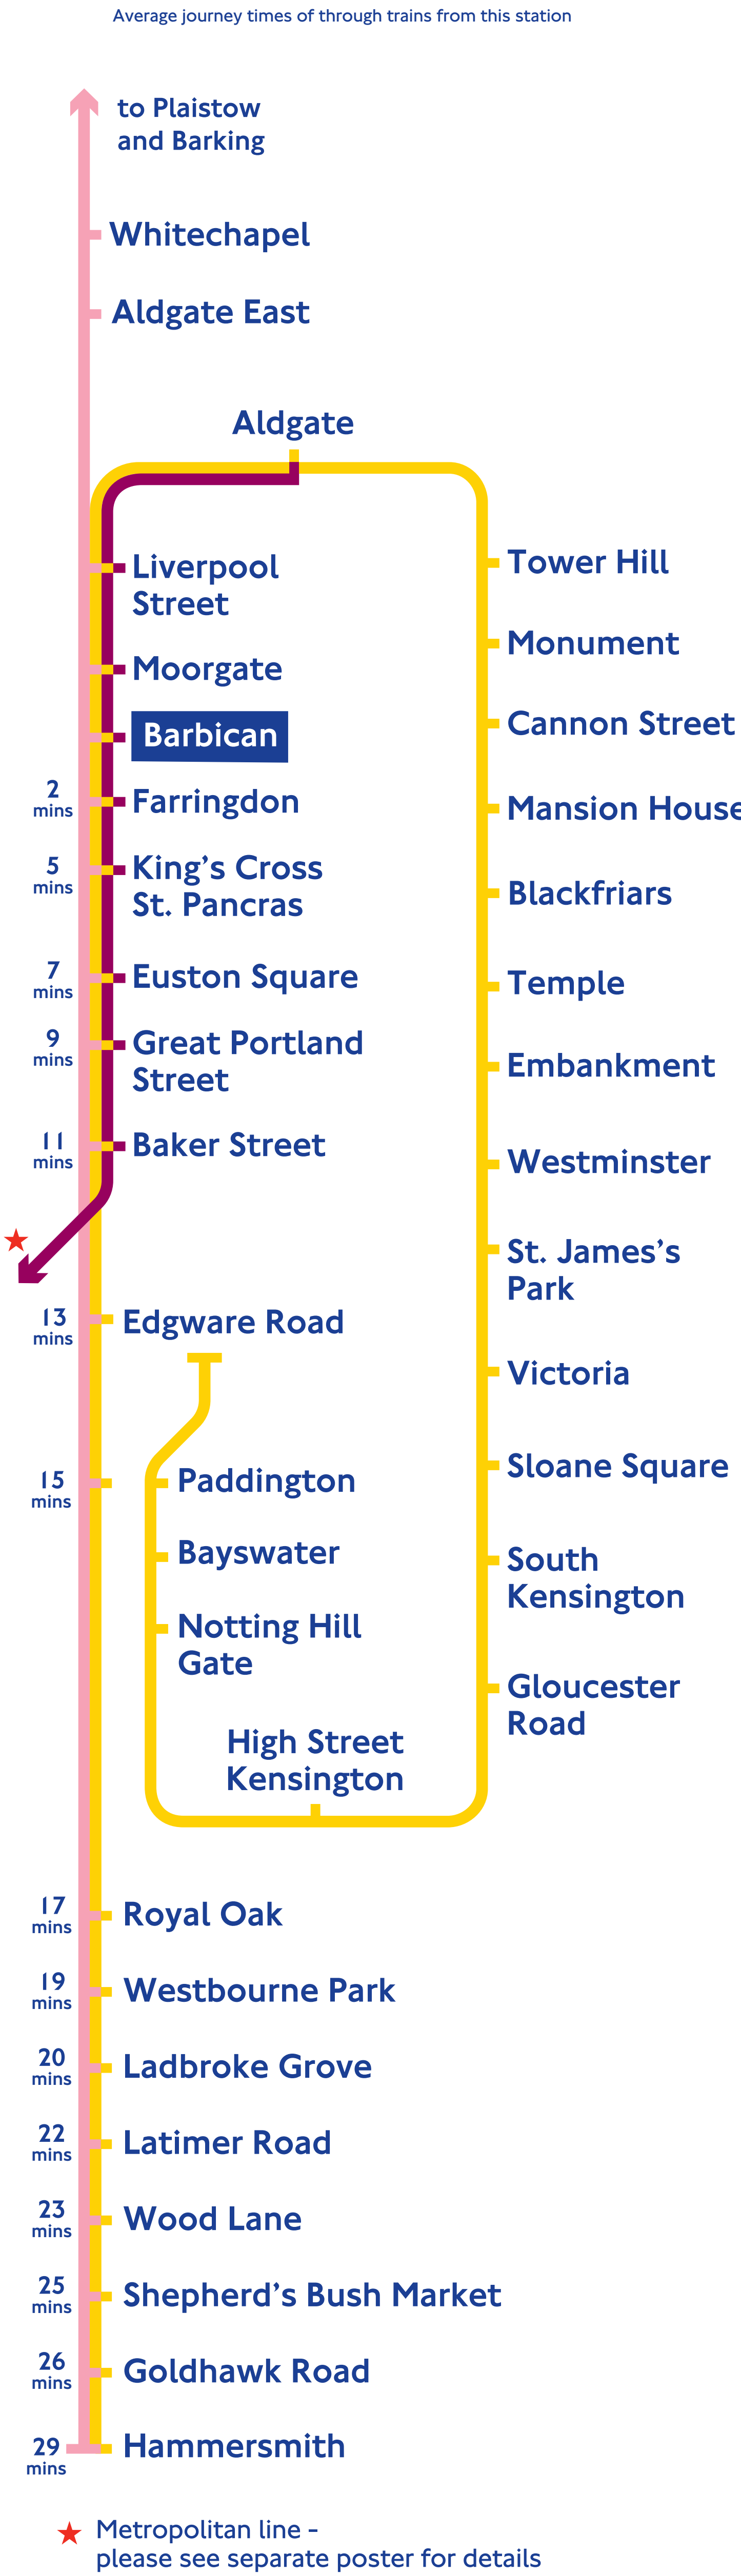 Average journey times of through trains from this station
to Plaistow
and Barking
Whitechapel
Aldgate East
Aldgate
Liverpool
Street
Moorgate
Barbican
2
mins
Farringdon
5
mins
King's Cross
St. Pancras
7
mins
Euston Square
9
mins
Great Portland
Street
11
mins
Baker Street
13
mins
Edgware Road
15
mins
Paddington
Bayswater
Notting Hill
Gate
High Street
Kensington
Tower Hill
Monument
Cannon Street
Mansion House
Blackfriars
Temple
Embankment
Westminster
St. James's
Park
Victoria
Sloane Square
South
Kensington
Gloucester
Road
17
mins
Royal Oak
19
mins
Westbourne Park
20
mins
Ladbroke Grove
22
mins
Latimer Road
23
mins
Wood Lane
25
mins
Shepherd's Bush Market
26
mins
Goldhawk Road
29
mins
Hammersmith
Metropolitan line -
please see separate poster for details